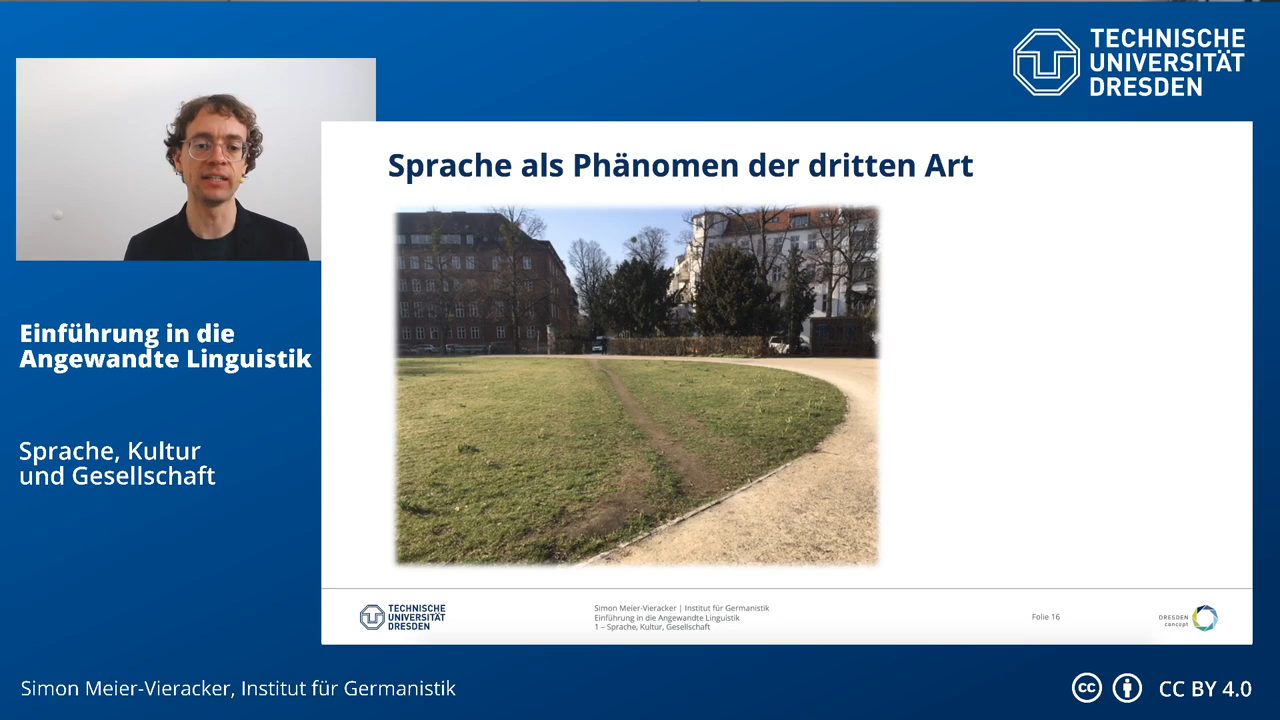 TECHNISCHE
UNIVERSITÄT
DRESDEN
Sprache als Phänomen der dritten Art
Einführung in die
Angewandte Linguistik
Sprache, Kultur
und Gesellschaft
TECHNISCHE
UNIVERSITÄT
DRESDEN
Simon Meier-Vieracker | Institut für Germanistik
Einführung in die Angewandte Linguistik
1 – Sprache, Kultur, Gesellschaft
Folie 16
DRESDEN
concept
Simon Meier-Vieracker, Institut für Germanistik
cc CC BY 4.0